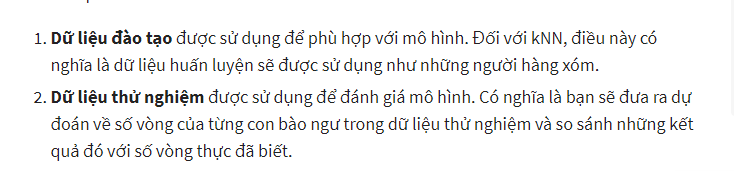 1. Dữ liệu đào tạo được sử dụng để phù hợp với mô hình. Đối với kNN, điều này có
nghĩa là dữ liệu huấn luyện sẽ được sử dụng như những người hàng xóm.
2. Dữ liệu thử nghiệm được sử dụng để đánh giá mô hình. Có nghĩa là bạn sẽ đưa ra dự
đoán về số vòng của từng con bào ngư trong dữ liệu thử nghiệm và so sánh những kết
quả đó với số vòng thực đã biết.